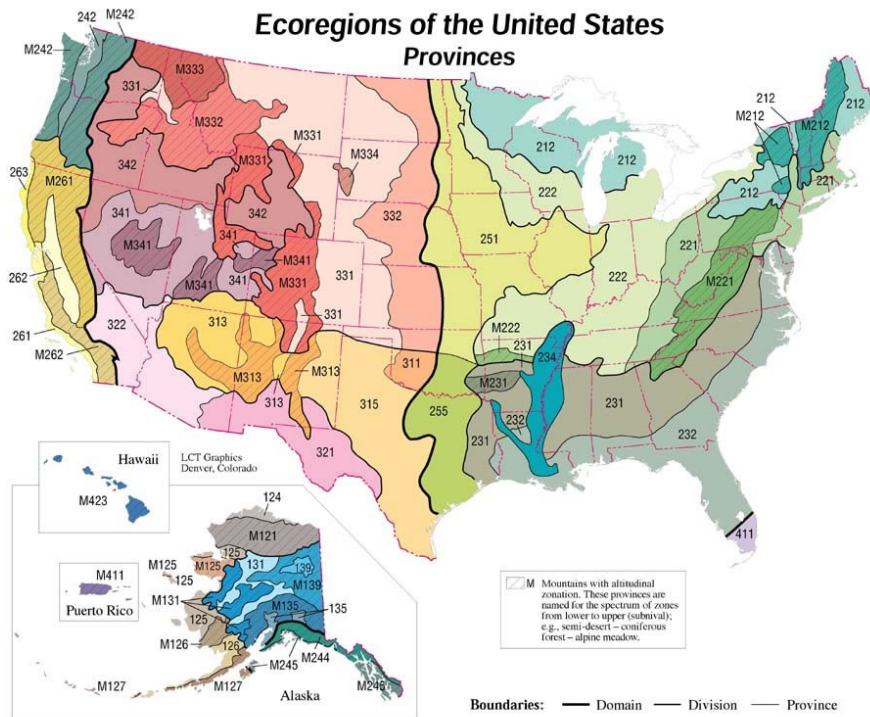 Ecoregions of the United States
Provinces
242
M242
M242
331
M333
M332
M331
M331
M334
342
342
332
263
M261
341
341
M341
M341
M341
341
M331
331
331
262
261
M262
322
313
M313
M313
313
321
315
311
255
251
212
212
222
222
212
M212
M212
212
212
221
221
M221
M222
231
234
M231
232
231
231
232
411
Hawaii
M423
LCT Graphics
Denver, Colorado
M411
Puerto Rico
124
M121
125
M125
M125
125
131
139
M139
M131
125
M135
135
M126
126
M245
M244
M127
M127
M245
Alaska
M Mountains with altitudinal
zonation. These provinces are
named for the spectrum of zones
from lower to upper (subnival);
e.g., semi-desert – coniferous
forest – alpine meadow.
Boundaries: Domain Division Province